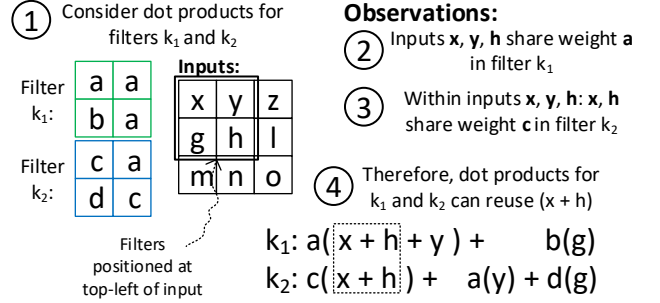 1 Consider dot products for
filters k₁ and k₂
Filter
k₁:
a a
b a
Filter
k₂:
c a
d c
Inputs:
x y z
g h l
m n o
Filters
positioned at
top-left of input
Observations:
2 Inputs x, y, h share weight a
in filter k₁
3 Within inputs x, y, h: x, h
share weight c in filter k₂
4 Therefore, dot products for
k₁ and k₂ can reuse (x + h)
k₁: a( x + h + y ) + b(g)
k₂: c( x + h ) + a(y) + d(g)